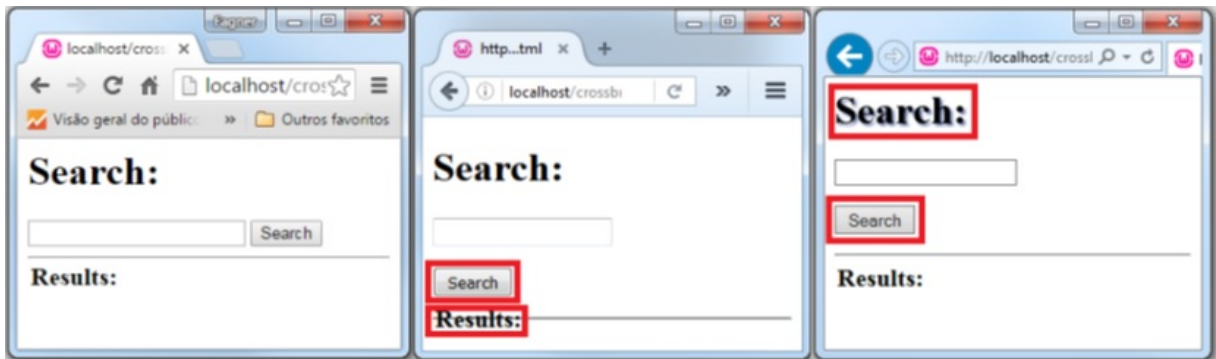 Fagner
localhost/cross
localhost/cros
Visão geral do públic » Outros favoritos
Search:
Search
Results:
http...tml × +
localhost/crossb »
Search:
Search
Results:
http://localhost/crossl
Search:
Search
Results: